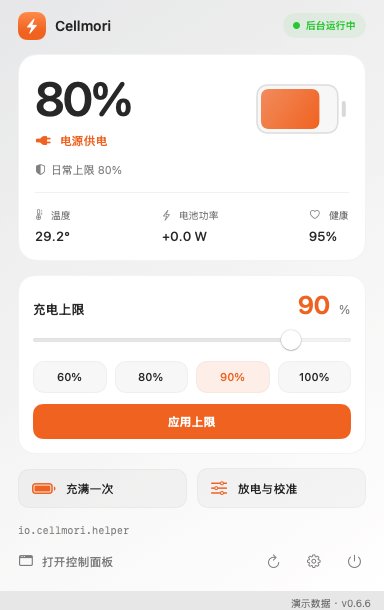 Cellmori
后台运行中
80%
电源供电
日常上限 80%
温度 电池功率 健康
29.2° +0.0 W 95%
充电上限 90 %
60% 80% 90% 100%
应用上限
充满一次 放电与校准
io.cellmori.helper
打开控制面板
演示数据 · v0.6.6